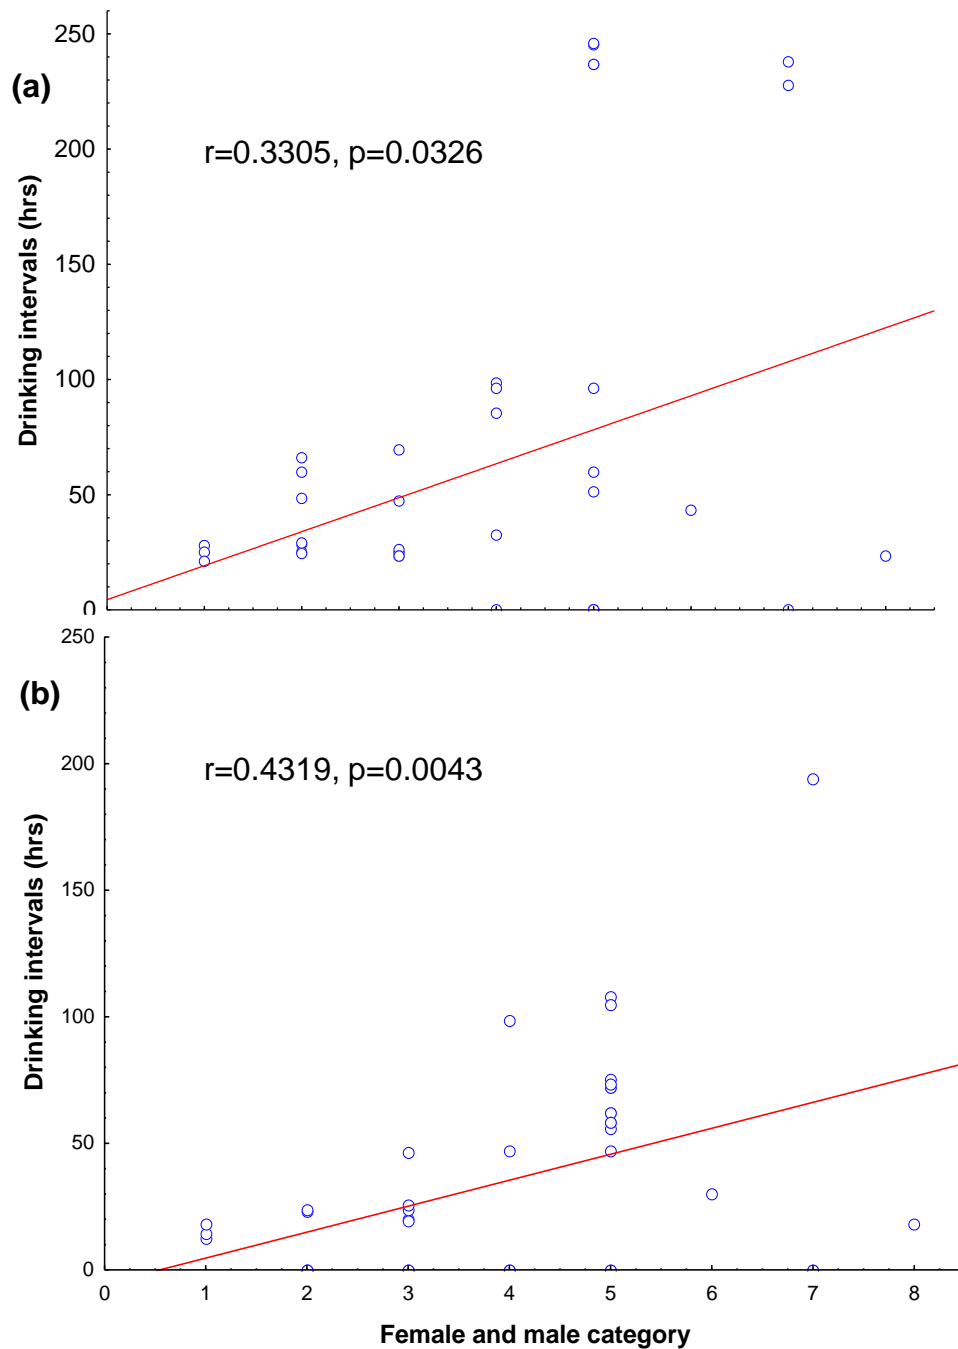 250
(a)
r=0.3305, p=0.0326
200
150
100
50
0
Drinking intervals (hrs)
250
(b)
r=0.4319, p=0.0043
200
150
100
50
0
Drinking intervals (hrs)
0 1 2 3 4 5 6 7 8
Female and male category